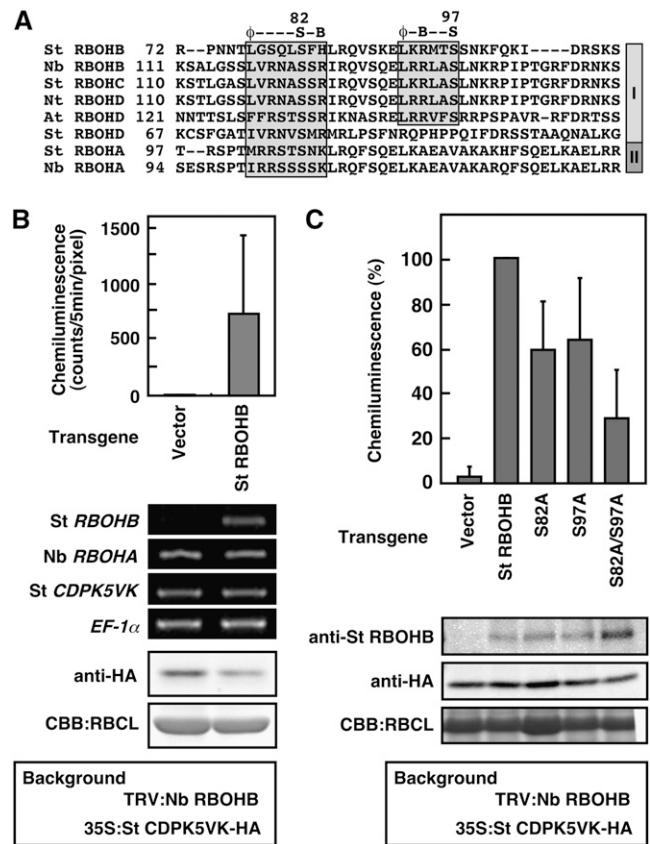 A
82 97
ϕ-----S-B ϕ-B--S
St RBOHB 72 R--PNNTLGSQLSFHLRQVSKELKRMTSSNKFQKI----DRSKS
Nb RBOHB 111 KSALGSSLVRNASSRIRQVSQELRRLASLNKRPIPTGRFDRNKS
St RBOHC 110 KSTLGASLVRNASSRIRQVSQELKRLASLNKRPIPTGRFDRNKS
Nt RBOHD 110 KSTLGSSLVRNASSRIRQVSQELRRLASLNKRPIPTGRFDRNKS
At RBOHD 121 NNTTSLSFFRNTSSRIKNASRELRRVFSRRPSPAVR-RFDRTSS
St RBOHD 67 KCSFGATIVRNVSMRMRLPSFNRQPHPPQIFDRSSTAAQNALKG
St RBOHA 97 T--RSPTMRRSTSNKLRQFSQELKAEAVAKAKHFSQELKAELRR
Nb RBOHA 94 SESRSPTIRRSSSSKLRQFSQELKAEAVAKARQFSQELKAELRR
I
II
B
Chemiluminescence
(counts/5min/pixel)
1500
1000
500
0
Transgene
Vector
St RBOHB
St RBOHB
Nb RBOHA
St CDPK5VK
EF-1α
anti-HA
CBB:RBCL
Background
TRV:Nb RBOHB
35S:St CDPK5VK-HA
C
Chemiluminescence (%)
100
80
60
40
20
0
Transgene
Vector
St RBOHB
S82A
S97A
S82A/S97A
anti-St RBOHB
anti-HA
CBB:RBCL
Background
TRV:Nb RBOHB
35S:St CDPK5VK-HA